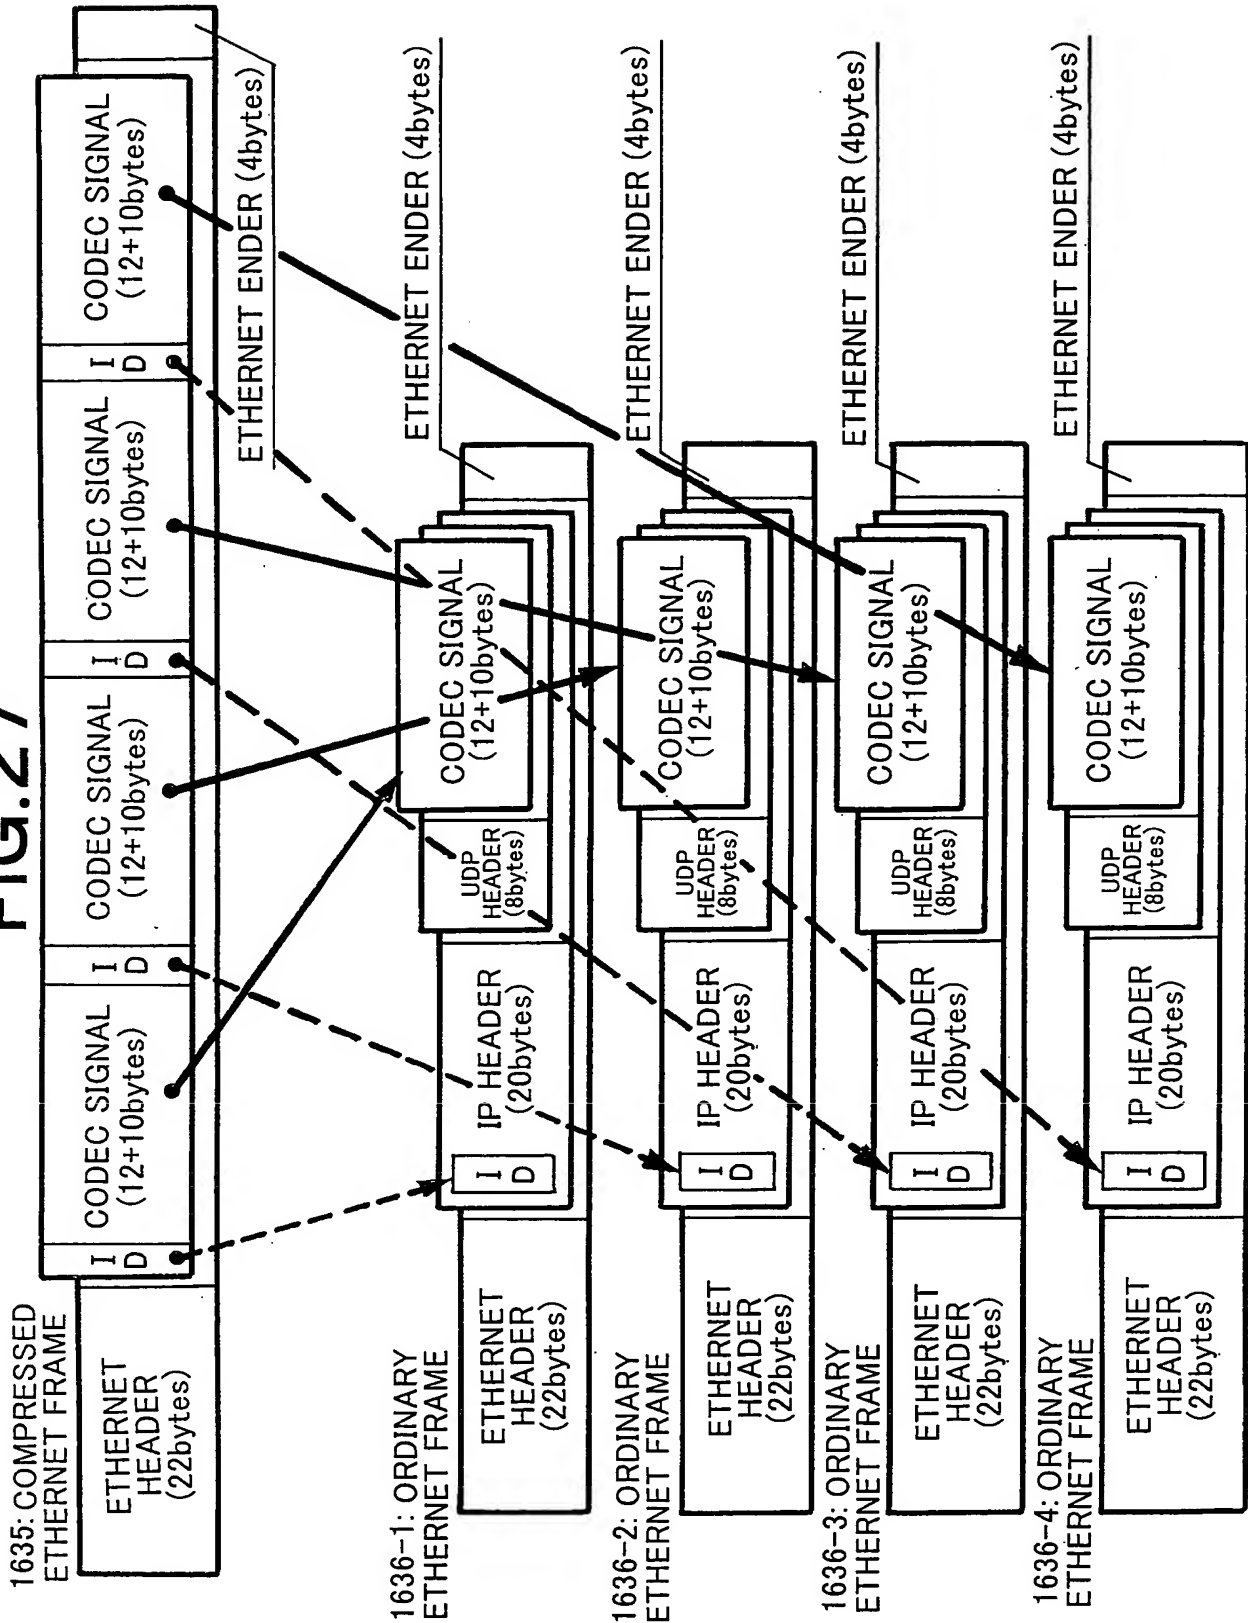 FIG.27
1635: COMPRESSED
ETHERNET FRAME
ETHERNET
HEADER
(22bytes)
I
D
CODEC SIGNAL
(12+10bytes)
I
D
CODEC SIGNAL
(12+10bytes)
I
D
CODEC SIGNAL
(12+10bytes)
I
D
CODEC SIGNAL
(12+10bytes)
ETHERNET ENDER (4bytes)
1636-1: ORDINARY
ETHERNET FRAME
ETHERNET
HEADER
(22bytes)
I
D
IP HEADER
(20bytes)
UDP
HEADER
(8bytes)
CODEC SIGNAL
(12+10bytes)
ETHERNET ENDER (4bytes)
1636-2: ORDINARY
ETHERNET FRAME
ETHERNET
HEADER
(22bytes)
I
D
IP HEADER
(20bytes)
UDP
HEADER
(8bytes)
CODEC SIGNAL
(12+10bytes)
ETHERNET ENDER (4bytes)
1636-3: ORDINARY
ETHERNET FRAME
ETHERNET
HEADER
(22bytes)
I
D
IP HEADER
(20bytes)
UDP
HEADER
(8bytes)
CODEC SIGNAL
(12+10bytes)
ETHERNET ENDER (4bytes)
1636-4: ORDINARY
ETHERNET FRAME
ETHERNET
HEADER
(22bytes)
I
D
IP HEADER
(20bytes)
UDP
HEADER
(8bytes)
CODEC SIGNAL
(12+10bytes)
ETHERNET ENDER (4bytes)